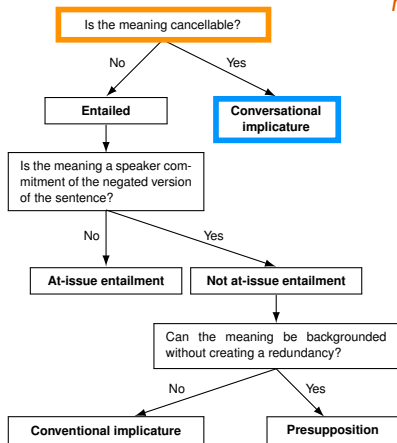 Is the meaning cancellable?
No
Yes
Entailed
Conversational
implicature
Is the meaning a speaker com-
mitment of the negated version
of the sentence?
No
Yes
At-issue entailment
Not at-issue entailment
Can the meaning be backgrounded
without creating a redundancy?
No
Yes
Conventional implicature
Presupposition